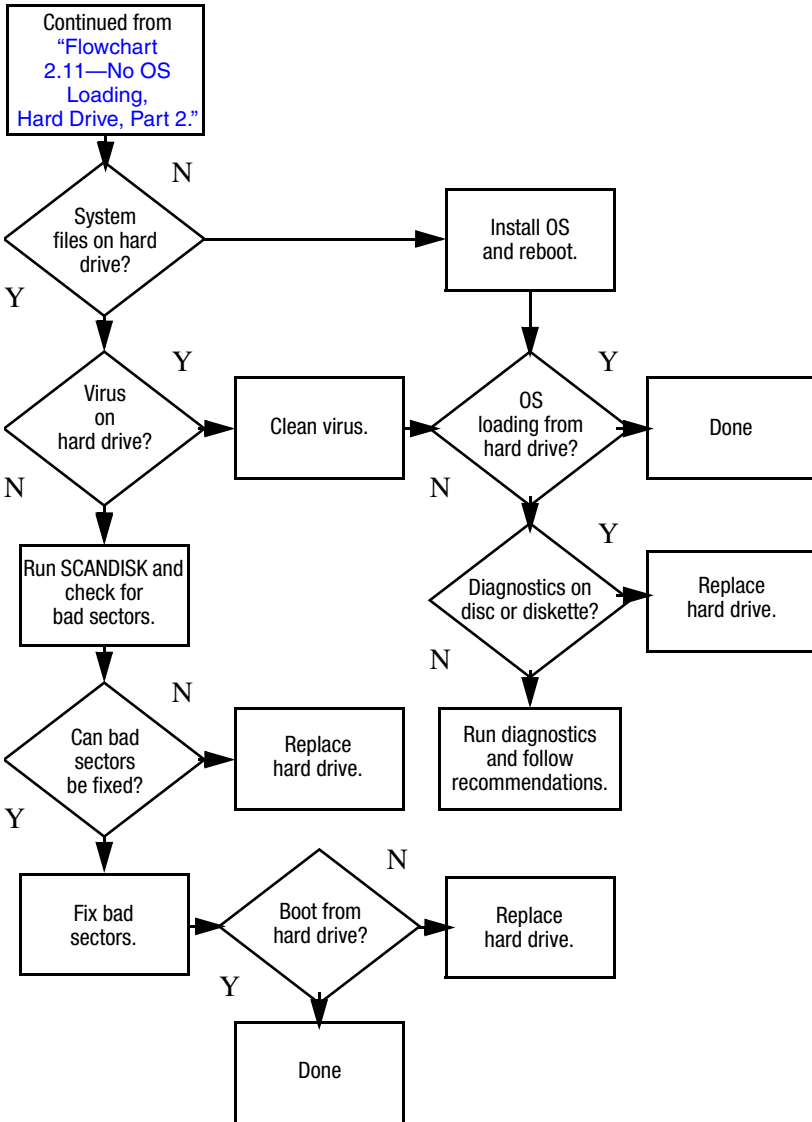 Continued from
“Flowchart
2.11—No OS
Loading,
Hard Drive, Part 2.”
N
System
files on hard
drive?
Install OS
and reboot.
Y
Y
Virus
on
hard drive?
Clean virus.
Y
OS
loading from
hard drive?
Done
N
N
Run SCANDISK and
check for
bad sectors.
Y
Diagnostics on
disc or diskette?
Replace
hard drive.
N
N
Can bad
sectors
be fixed?
Replace
hard drive.
Run diagnostics
and follow
recommendations.
Y
Fix bad
sectors.
N
Boot from
hard drive?
Replace
hard drive.
Y
Done